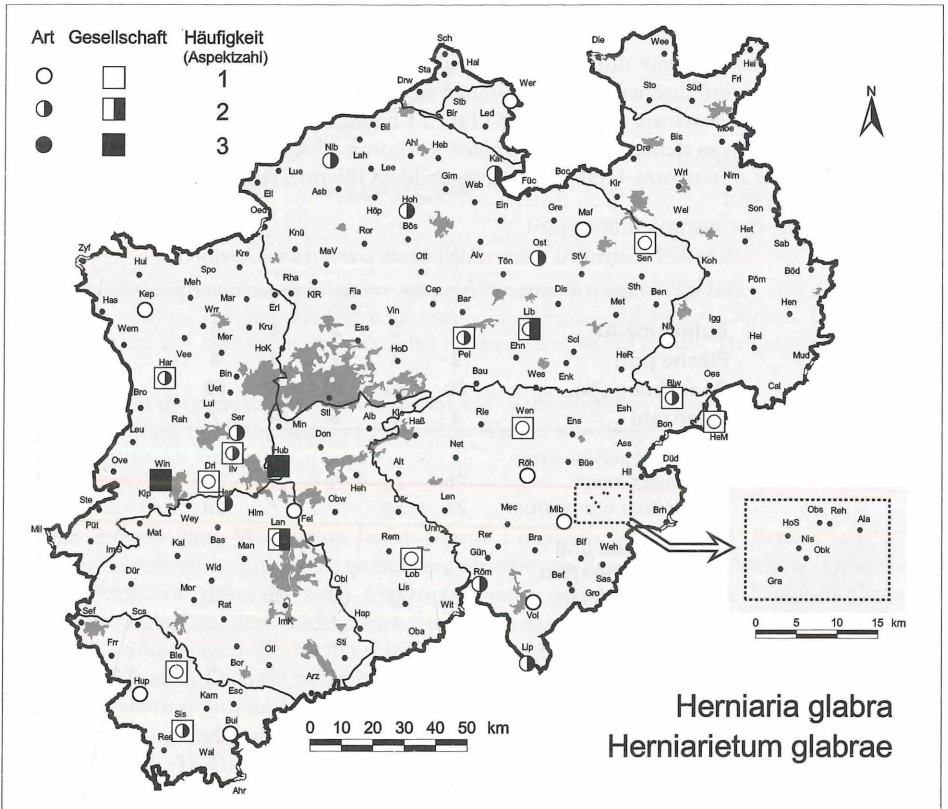 Art Gesellschaft Häufigkeit
(Aspektzahl)
1
2
3
N
Sch
Hal
Sta
Drw
Wer
Stb
Bir
Led
Bil
Nib
Lah
Ahl
Heb
Kat
Lue
Lee
Gim
Asb
Web
Füc
Boc
Ell
Höp
Hoh
Ein
Gre
Maf
Kir
Oed
Ror
Bös
Ost
Knü
MaV
Ott
Alv
Tön
StV
Sen
Die
Wee
Hei
Sto
Süd
Fri
Moe
Dre
Bis
Wri
Nim
Wel
Son
Het
Sab
Koh
Pöm
Böd
Hen
Igg
Hel
Mud
Oes
Cal
Zyf
Hui
Spo
Kre
Rha
KlR
Fla
Cap
Dis
Sth
Ben
Met
Has
Kep
Meh
Mar
Erl
Wrr
Kru
Wem
Mer
HoK
Vee
Ess
Vin
Bar
Lib
HoD
Pel
Ehn
Scl
Nil
HeR
Har
Bin
Bau
Wes
Enk
Bro
Uet
Rah
Lul
Stl
Alb
Min
Don
Haß
Rie
Wen
Ens
Esh
Blw
Bon
HeM
Leu
Ser
Ilv
Hub
Net
Ass
Ove
Win
Dri
Alt
Röh
Büe
Hil
Düd
Ste
Kip
Heh
Len
Obw
Fel
Hlm
Wey
Mil
Püt
Mat
Kal
Bas
Man
Lan
Unn
Mec
Mib
Brh
Rer
Bra
Blf
Weh
Rem
Gün
Lob
Röm
Bef
Sas
Gro
Dür
Wid
Mor
Rat
Obl
Lis
Wit
Vol
ImK
Hap
Oba
Lip
Sef
Scs
Frr
Ble
Bor
Oll
Sti
Arz
Hup
Kam
Esc
Sis
Bui
Res
Wal
Ahr
Obs
Reh
HoS
Ala
Nis
Obk
Gra
0 5 10 15 km
0 10 20 30 40 50 km
Herniaria glabra
Herniarietum glabrae